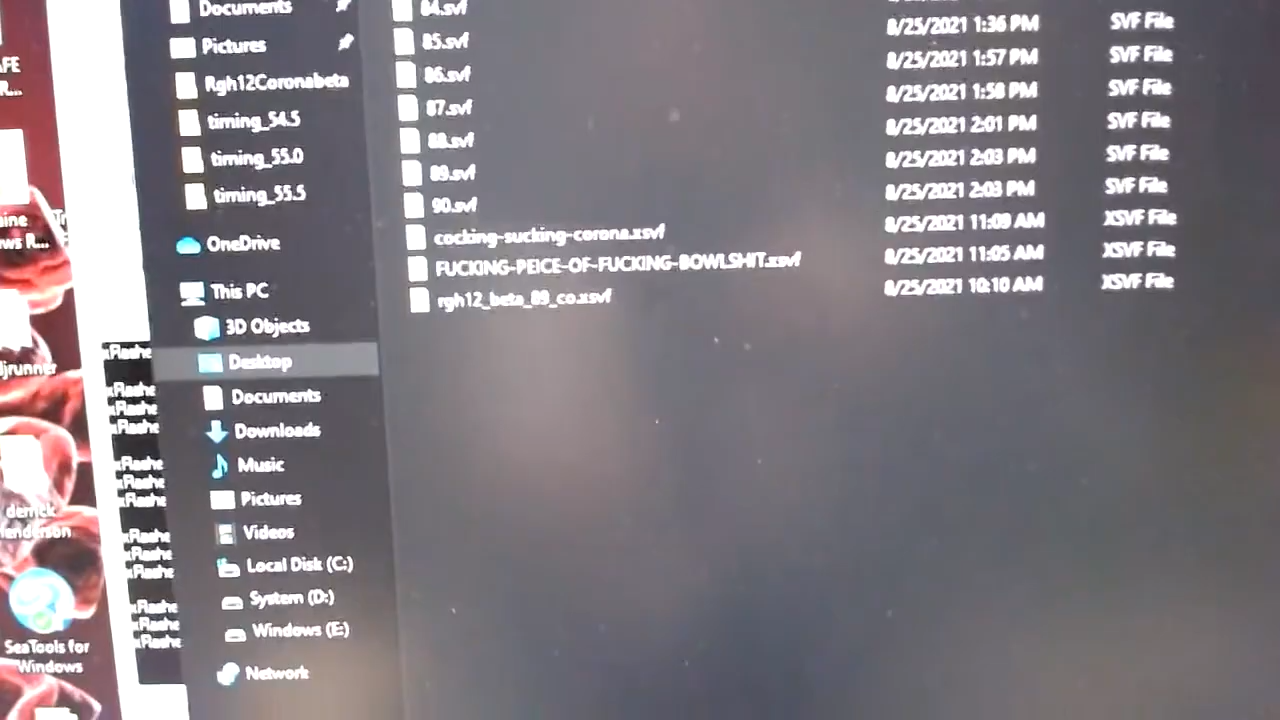 Documents
Pictures
Rgh12Coronabeta
timing_54.5
timing_55.0
timing_55.5
OneDrive
This PC
3D Objects
Desktop
Documents
Downloads
Music
Pictures
Videos
Local Disk (C:)
System (D:)
Windows (E:)
Network
84.svf
85.svf 8/25/2021 1:36 PM SVF File
86.svf 8/25/2021 1:57 PM SVF File
87.svf 8/25/2021 1:58 PM SVF File
88.svf 8/25/2021 2:01 PM SVF File
89.svf 8/25/2021 2:03 PM SVF File
90.svf 8/25/2021 2:03 PM SVF File
cocking-sucking-corona.xsvf 8/25/2021 11:09 AM XSVF File
FUCKING-PEICE-OF-FUCKING-BOWLSHIT.xsvf 8/25/2021 11:05 AM XSVF File
rgh12_beta_89_co.xsvf 8/25/2021 10:10 AM XSVF File
derrick
SeaTools for
Windows